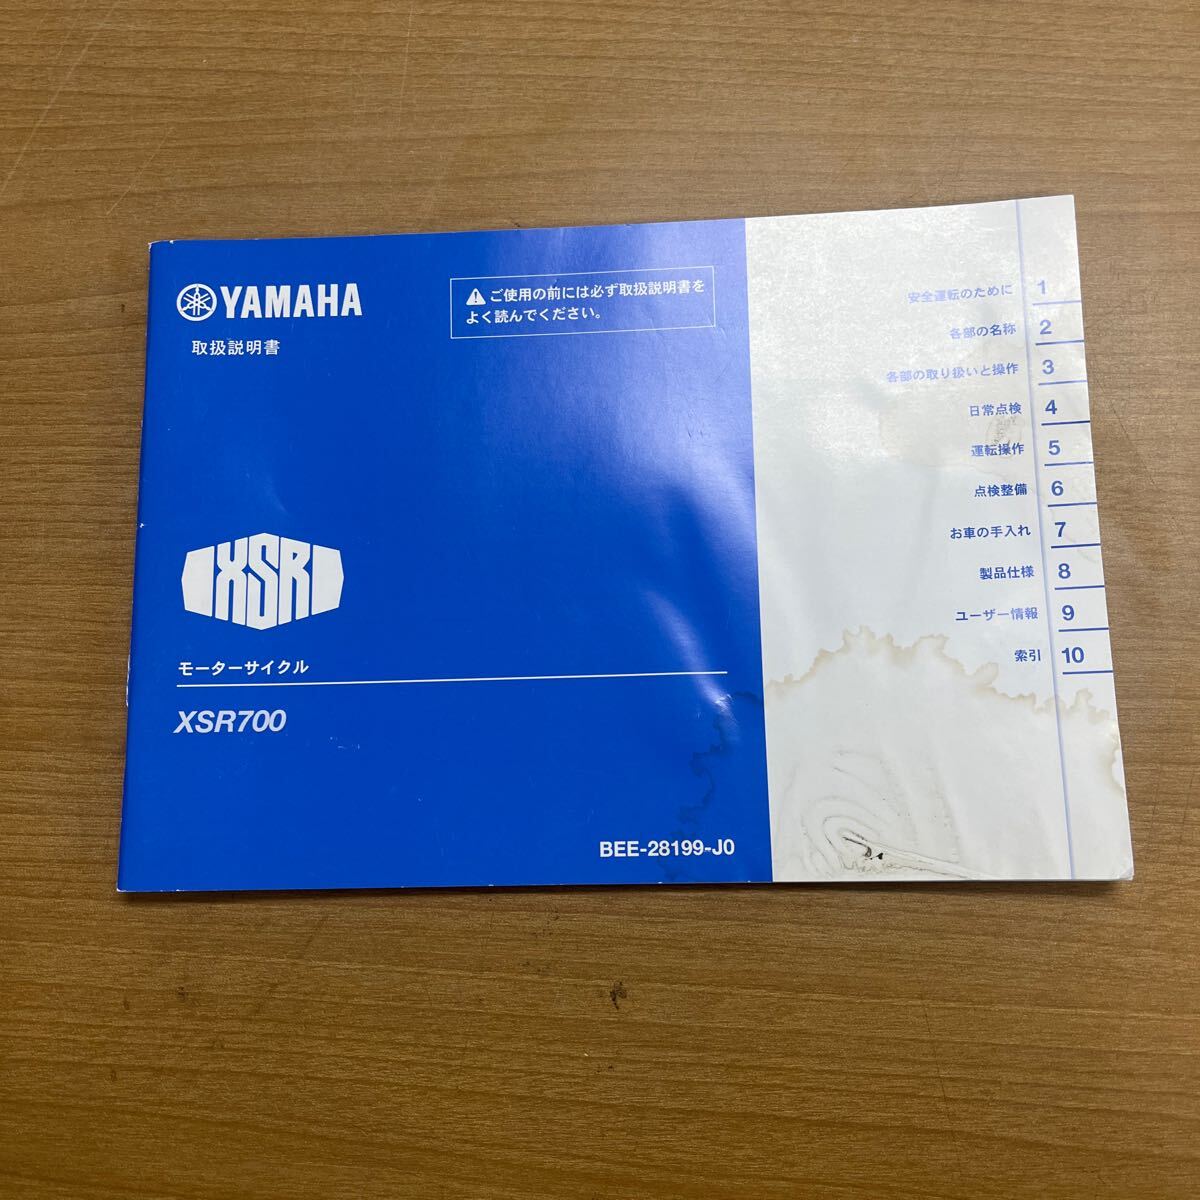 YAMAHA
取扱説明書
⚠ご使用の前には必ず取扱説明書を
よく読んでください。
XSR
モーターサイクル
XSR700
BEE-28199-J0
安全運転のために 1
各部の名称 2
各部の取り扱いと操作 3
日常点検 4
運転操作 5
点検整備 6
お車の手入れ 7
製品仕様 8
ユーザー情報 9
索引 10